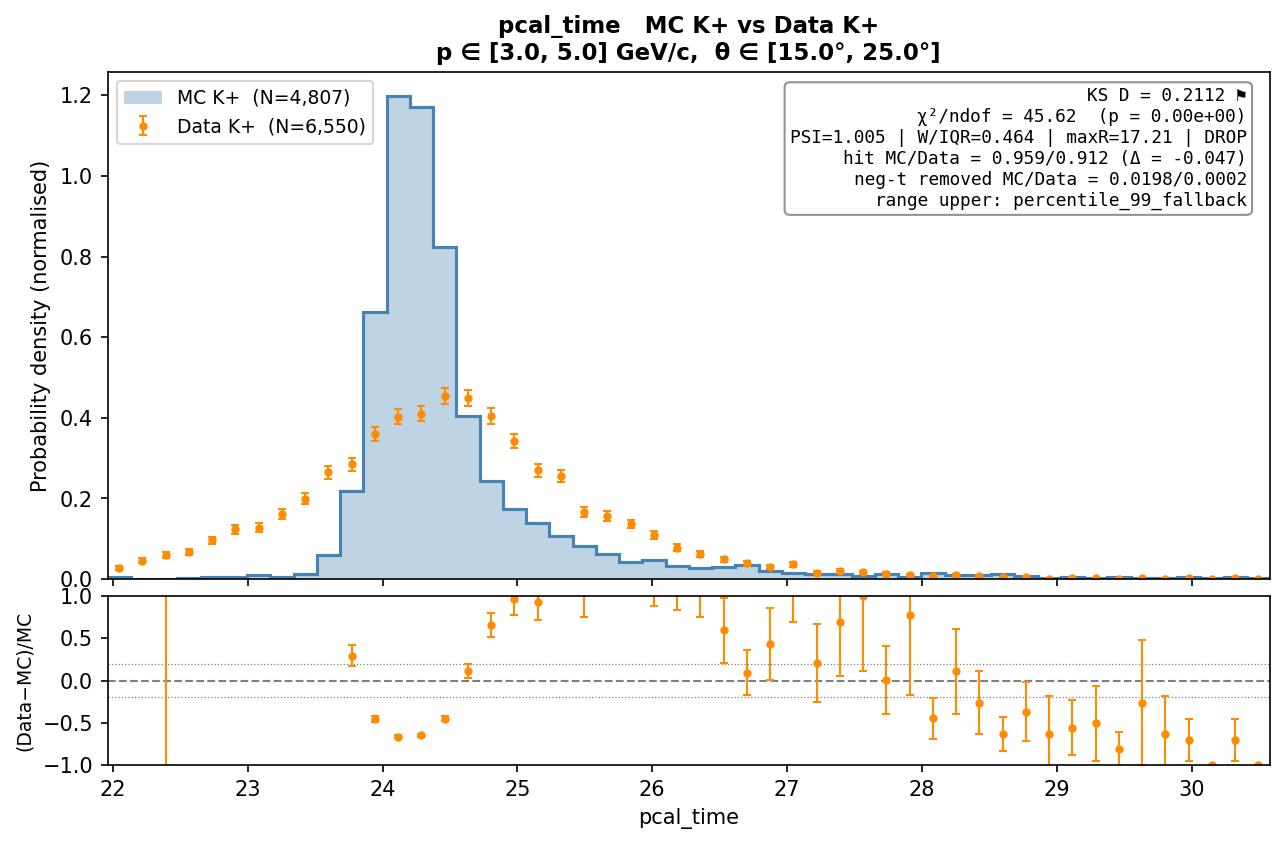 pcal_time   MC K+ vs Data K+
p ∈ [3.0, 5.0] GeV/c,  θ ∈ [15.0°, 25.0°]
MC K+  (N=4,807)
Data K+  (N=6,550)
KS D = 0.2112 ⚑
χ²/ndof = 45.62  (p = 0.00e+00)
PSI=1.005 | W/IQR=0.464 | maxR=17.21 | DROP
hit MC/Data = 0.959/0.912 (Δ = -0.047)
neg-t removed MC/Data = 0.0198/0.0002
range upper: percentile_99_fallback
Probability density (normalised)
1.2
1.0
0.8
0.6
0.4
0.2
0.0
(Data−MC)/MC
1.0
0.5
0.0
−0.5
−1.0
22 23 24 25 26 27 28 29 30
pcal_time